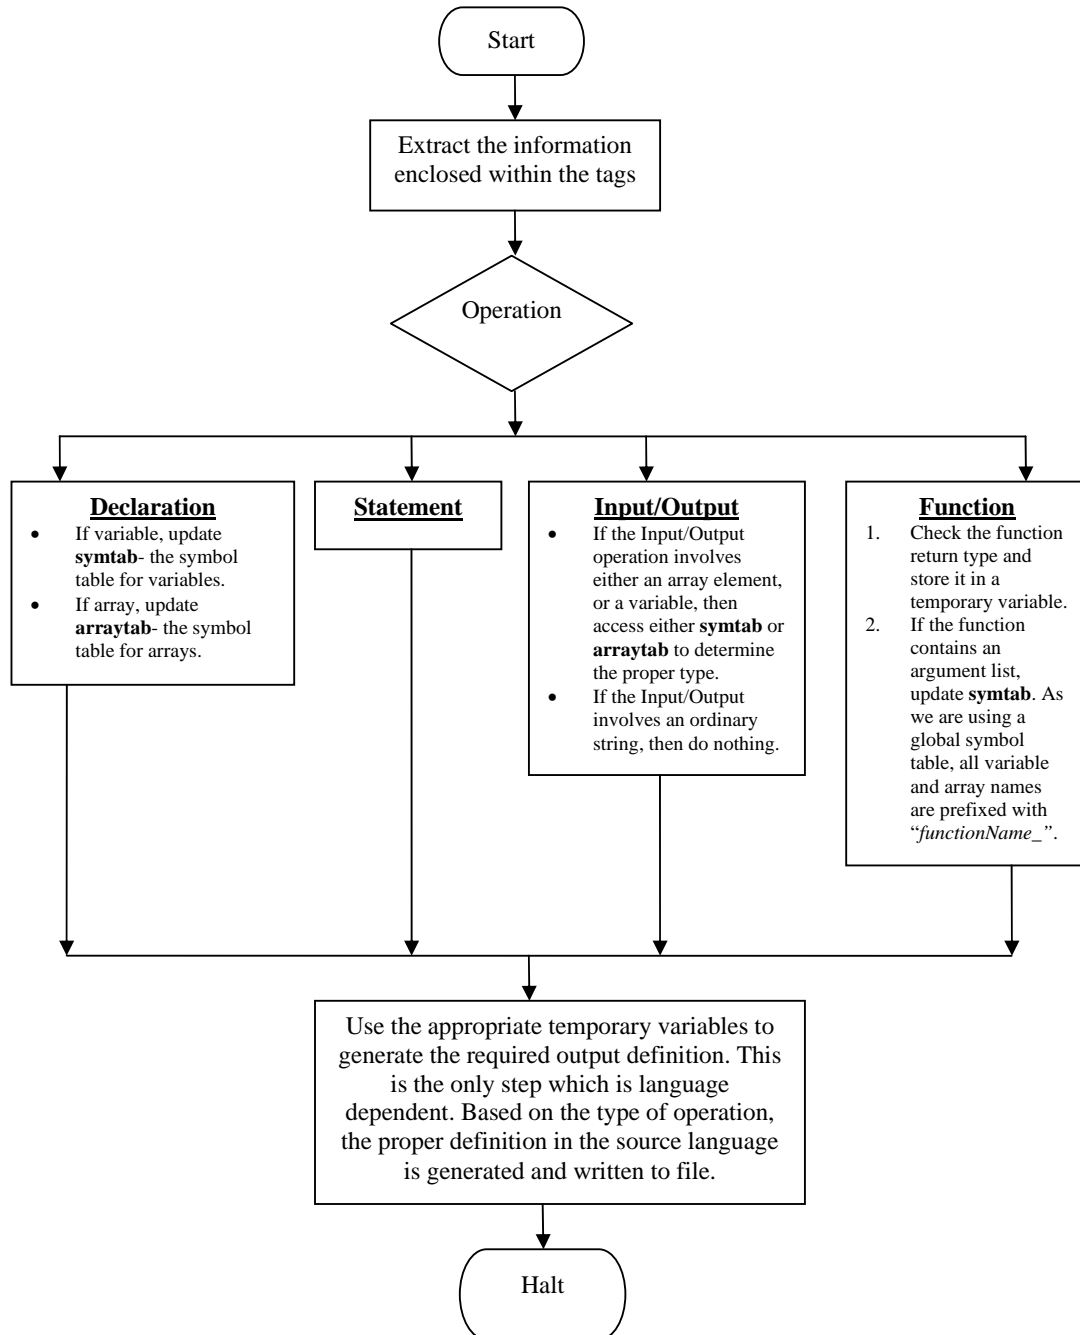 Start
Extract the information
enclosed within the tags
Operation
Declaration
• If variable, update
symtab- the symbol
table for variables.
• If array, update
arraytab- the symbol
table for arrays.
Statement
Input/Output
• If the Input/Output
operation involves
either an array element,
or a variable, then
access either symtab or
arraytab to determine
the proper type.
• If the Input/Output
involves an ordinary
string, then do nothing.
Function
1. Check the function
return type and
store it in a
temporary variable.
2. If the function
contains an
argument list,
update symtab. As
we are using a
global symbol
table, all variable
and array names
are prefixed with
“functionName_”.
Use the appropriate temporary variables to
generate the required output definition. This
is the only step which is language
dependent. Based on the type of operation,
the proper definition in the source language
is generated and written to file.
Halt